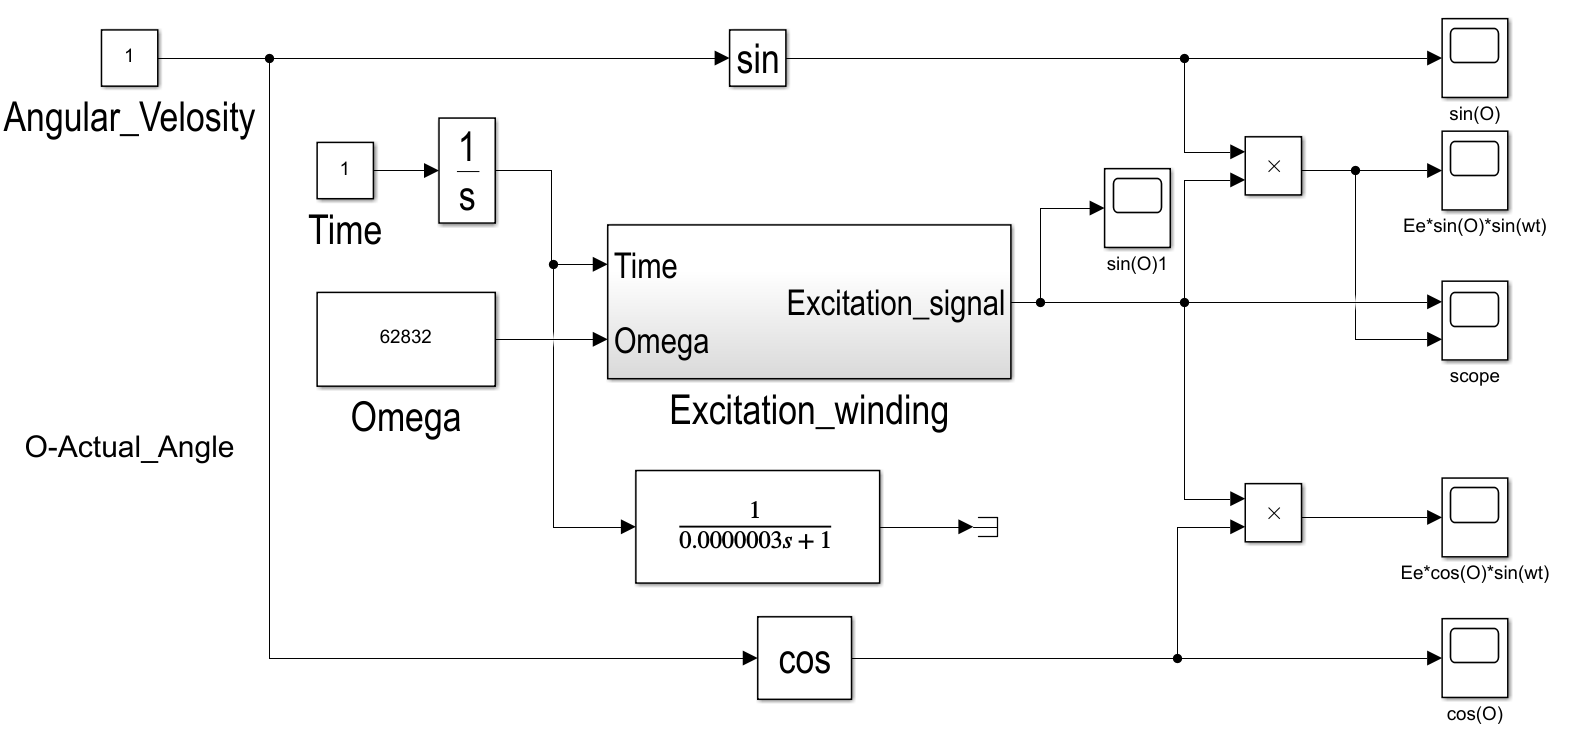 1
Angular_Velosity
sin
sin(O)
1
Time
1
s
×
Ee*sin(O)*sin(wt)
sin(O)1
Time
Omega
Excitation_signal
Excitation_winding
62832
Omega
scope
O-Actual_Angle
1
0.0000003s + 1
×
Ee*cos(O)*sin(wt)
cos
cos(O)